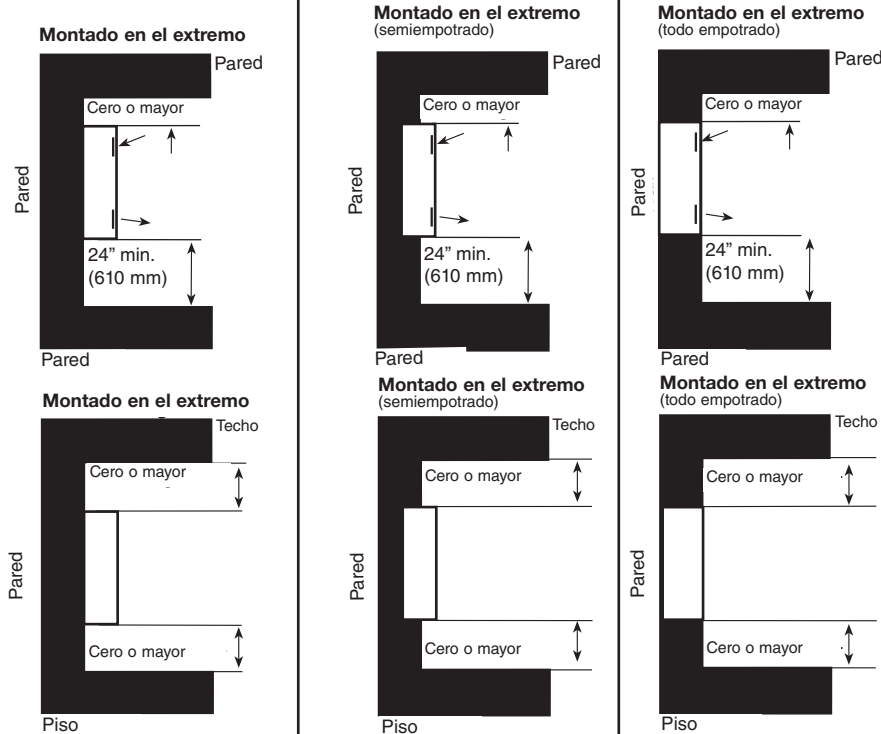 Montado en el extremo
Pared
Cero o mayor
Pared
24” min.
(610 mm)
Pared
Montado en el extremo
(semiempotrado)
Pared
Cero o mayor
Pared
24” min.
(610 mm)
Pared
Montado en el extremo
(todo empotrado)
Pared
Cero o mayor
Pared
24” min.
(610 mm)
Pared
Montado en el extremo
Techo
Cero o mayor
Pared
Cero o mayor
Piso
Montado en el extremo
(semiempotrado)
Techo
Cero o mayor
Pared
Cero o mayor
Piso
Montado en el extremo
(todo empotrado)
Techo
Cero o mayor
Pared
Cero o mayor
Piso